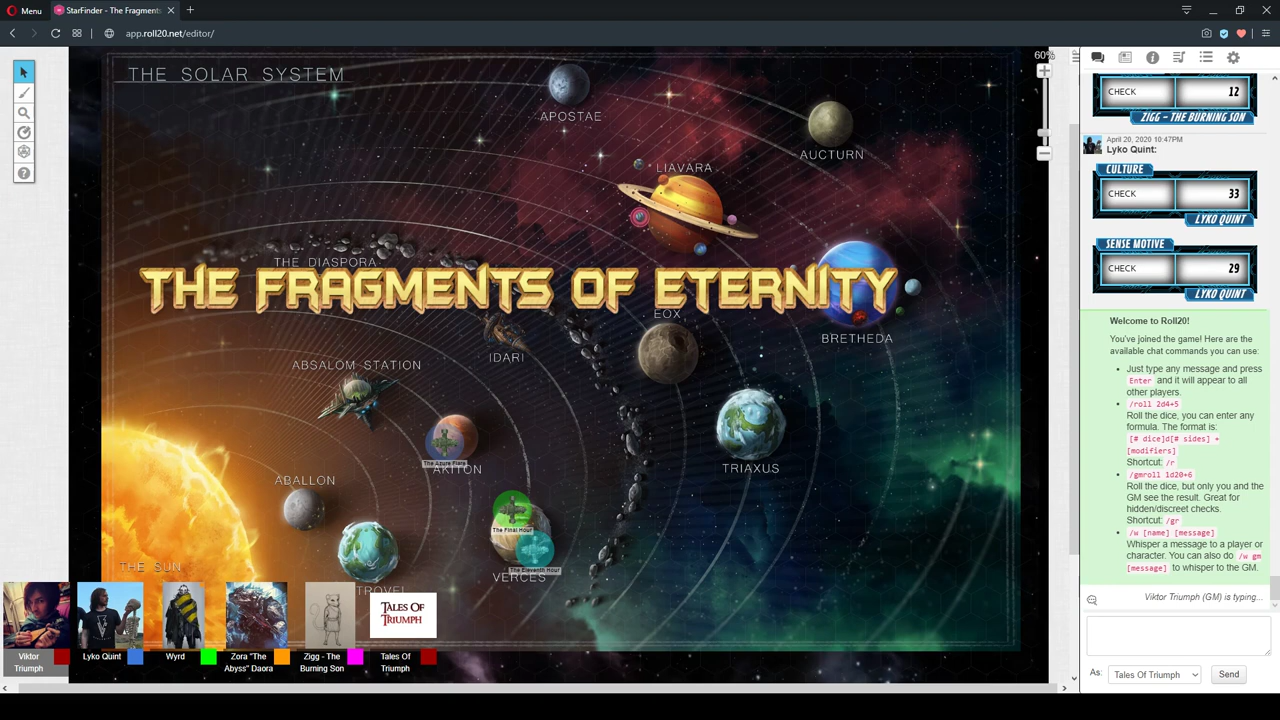 Menu
StarFinder - The Fragments
app.roll20.net/editor/
60%
THE SOLAR SYSTEM
APOSTAE
AUCTURN
LIAVARA
THE DIASPORA
THE FRAGMENTS OF ETERNITY
EOX
BRETHEDA
IDARI
ABSALOM STATION
The Azure Flare
AKITON
TRIAXUS
ABALLON
The Final Hour
The Eleventh Hour
VERCES
THE SUN
Viktor
Triumph
Lyko Quint
Wyrd
Zora "The
Abyss" Daora
Zigg - The
Burning Son
TALES OF
TRIUMPH
Tales Of
Triumph
CHECK 12
ZIGG - THE BURNING SON
April 20, 2020 10:47PM
Lyko Quint:
CULTURE
CHECK 33
LYKO QUINT
SENSE MOTIVE
CHECK 29
LYKO QUINT
Welcome to Roll20!
You've joined the game! Here are the
available chat commands you can use:
Just type any message and press
Enter and it will appear to all
other players.
/roll 2d4+5
Roll the dice, you can enter any
formula. The format is:
[# dice]d[# sides] +
[modifiers]
Shortcut: /r
/gmroll 1d20+6
Roll the dice, but only you and the
GM see the result. Great for
hidden/discreet checks.
Shortcut: /gr
/w [name] [message]
Whisper a message to a player or
character. You can also do /w gm
[message] to whisper to the GM.
Viktor Triumph (GM) is typing...
As: Tales Of Triumph Send